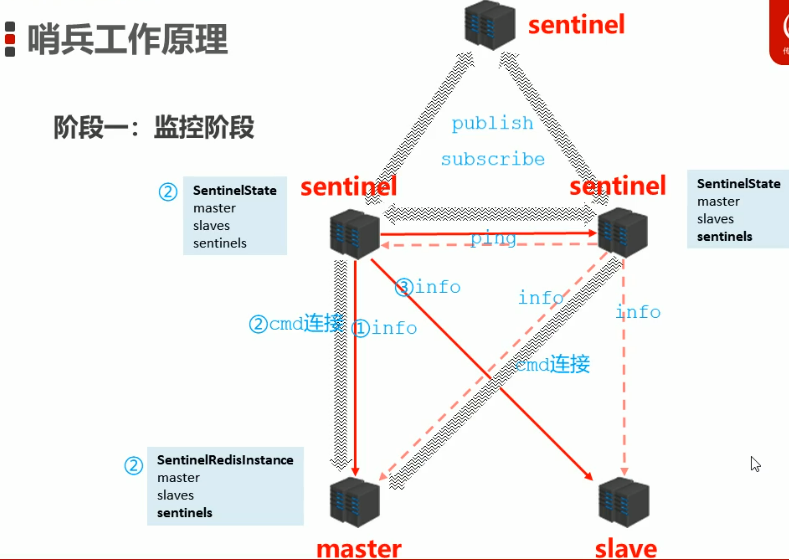 哨兵工作原理
sentinel
阶段一：监控阶段
publish
subscribe
sentinel
sentinel
②
SentinelState
master
slaves
sentinels
SentinelState
master
slaves
sentinels
ping
③info
info
info
②cmd连接
①info
cmd连接
②
SentinelRedisInstance
master
slaves
sentinels
master
slave